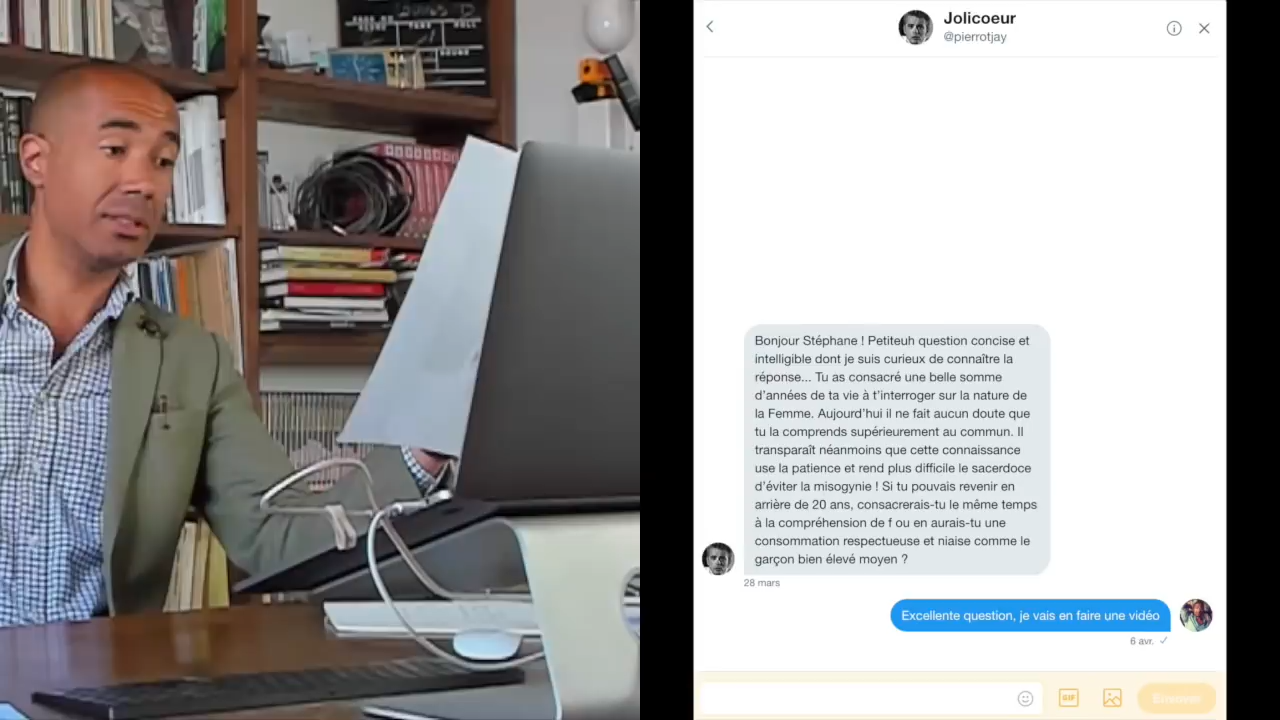 Jolicoeur
@pierrotjay
Bonjour Stéphane ! Petiteuh question concise et
intelligible dont je suis curieux de connaître la
réponse... Tu as consacré une belle somme
d'années de ta vie à t'interroger sur la nature de
la Femme. Aujourd'hui il ne fait aucun doute que
tu la comprends supérieurement au commun. Il
transparaît néanmoins que cette connaissance
use la patience et rend plus difficile le sacerdoce
d'éviter la misogynie ! Si tu pouvais revenir en
arrière de 20 ans, consacrerais-tu le même temps
à la compréhension de f ou en aurais-tu une
consommation respectueuse et niaise comme le
garçon bien élevé moyen ?
28 mars
Excellente question, je vais en faire une vidéo
6 avr.
GIF